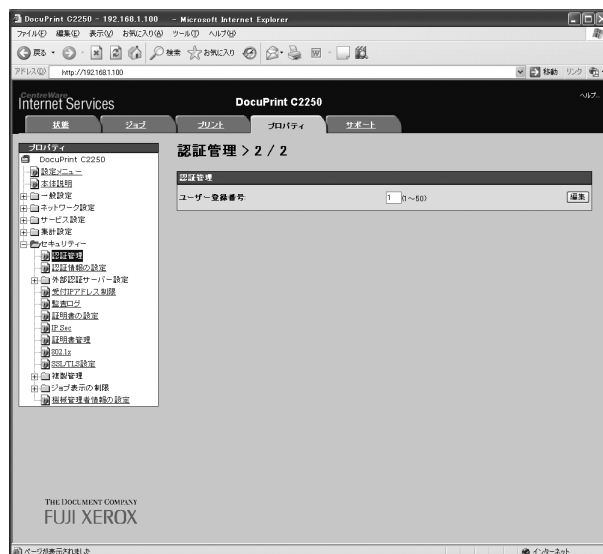 DocuPrint C2250 - 192.168.1.100 - Microsoft Internet Explorer
ファイル(F) 編集(E) 表示(V) お気に入り(A) ツール(T) ヘルプ(H)
戻る 検索 お気に入り
アドレス(D) http://192.168.1.100 移動 リンク
CentreWare Internet Services
DocuPrint C2250
ヘルプ...
状態 ジョブ プリント プロパティ サポート
プロパティ
DocuPrint C2250
設定メニュー
本体説明
一般設定
ネットワーク設定
サービス設定
集計設定
セキュリティー
認証管理
認証情報の設定
外部認証サーバー設定
受付IPアドレス制限
監査ログ
証明書の設定
IP Sec
証明書管理
802.1x
SSL/TLS設定
複製管理
ジョブ表示の制限
機械管理者情報の設定
認証管理 > 2 / 2
認証管理
ユーザー登録番号: 1 (1～50) 編集
THE DOCUMENT COMPANY
FUJI XEROX
ページが表示されました インターネット